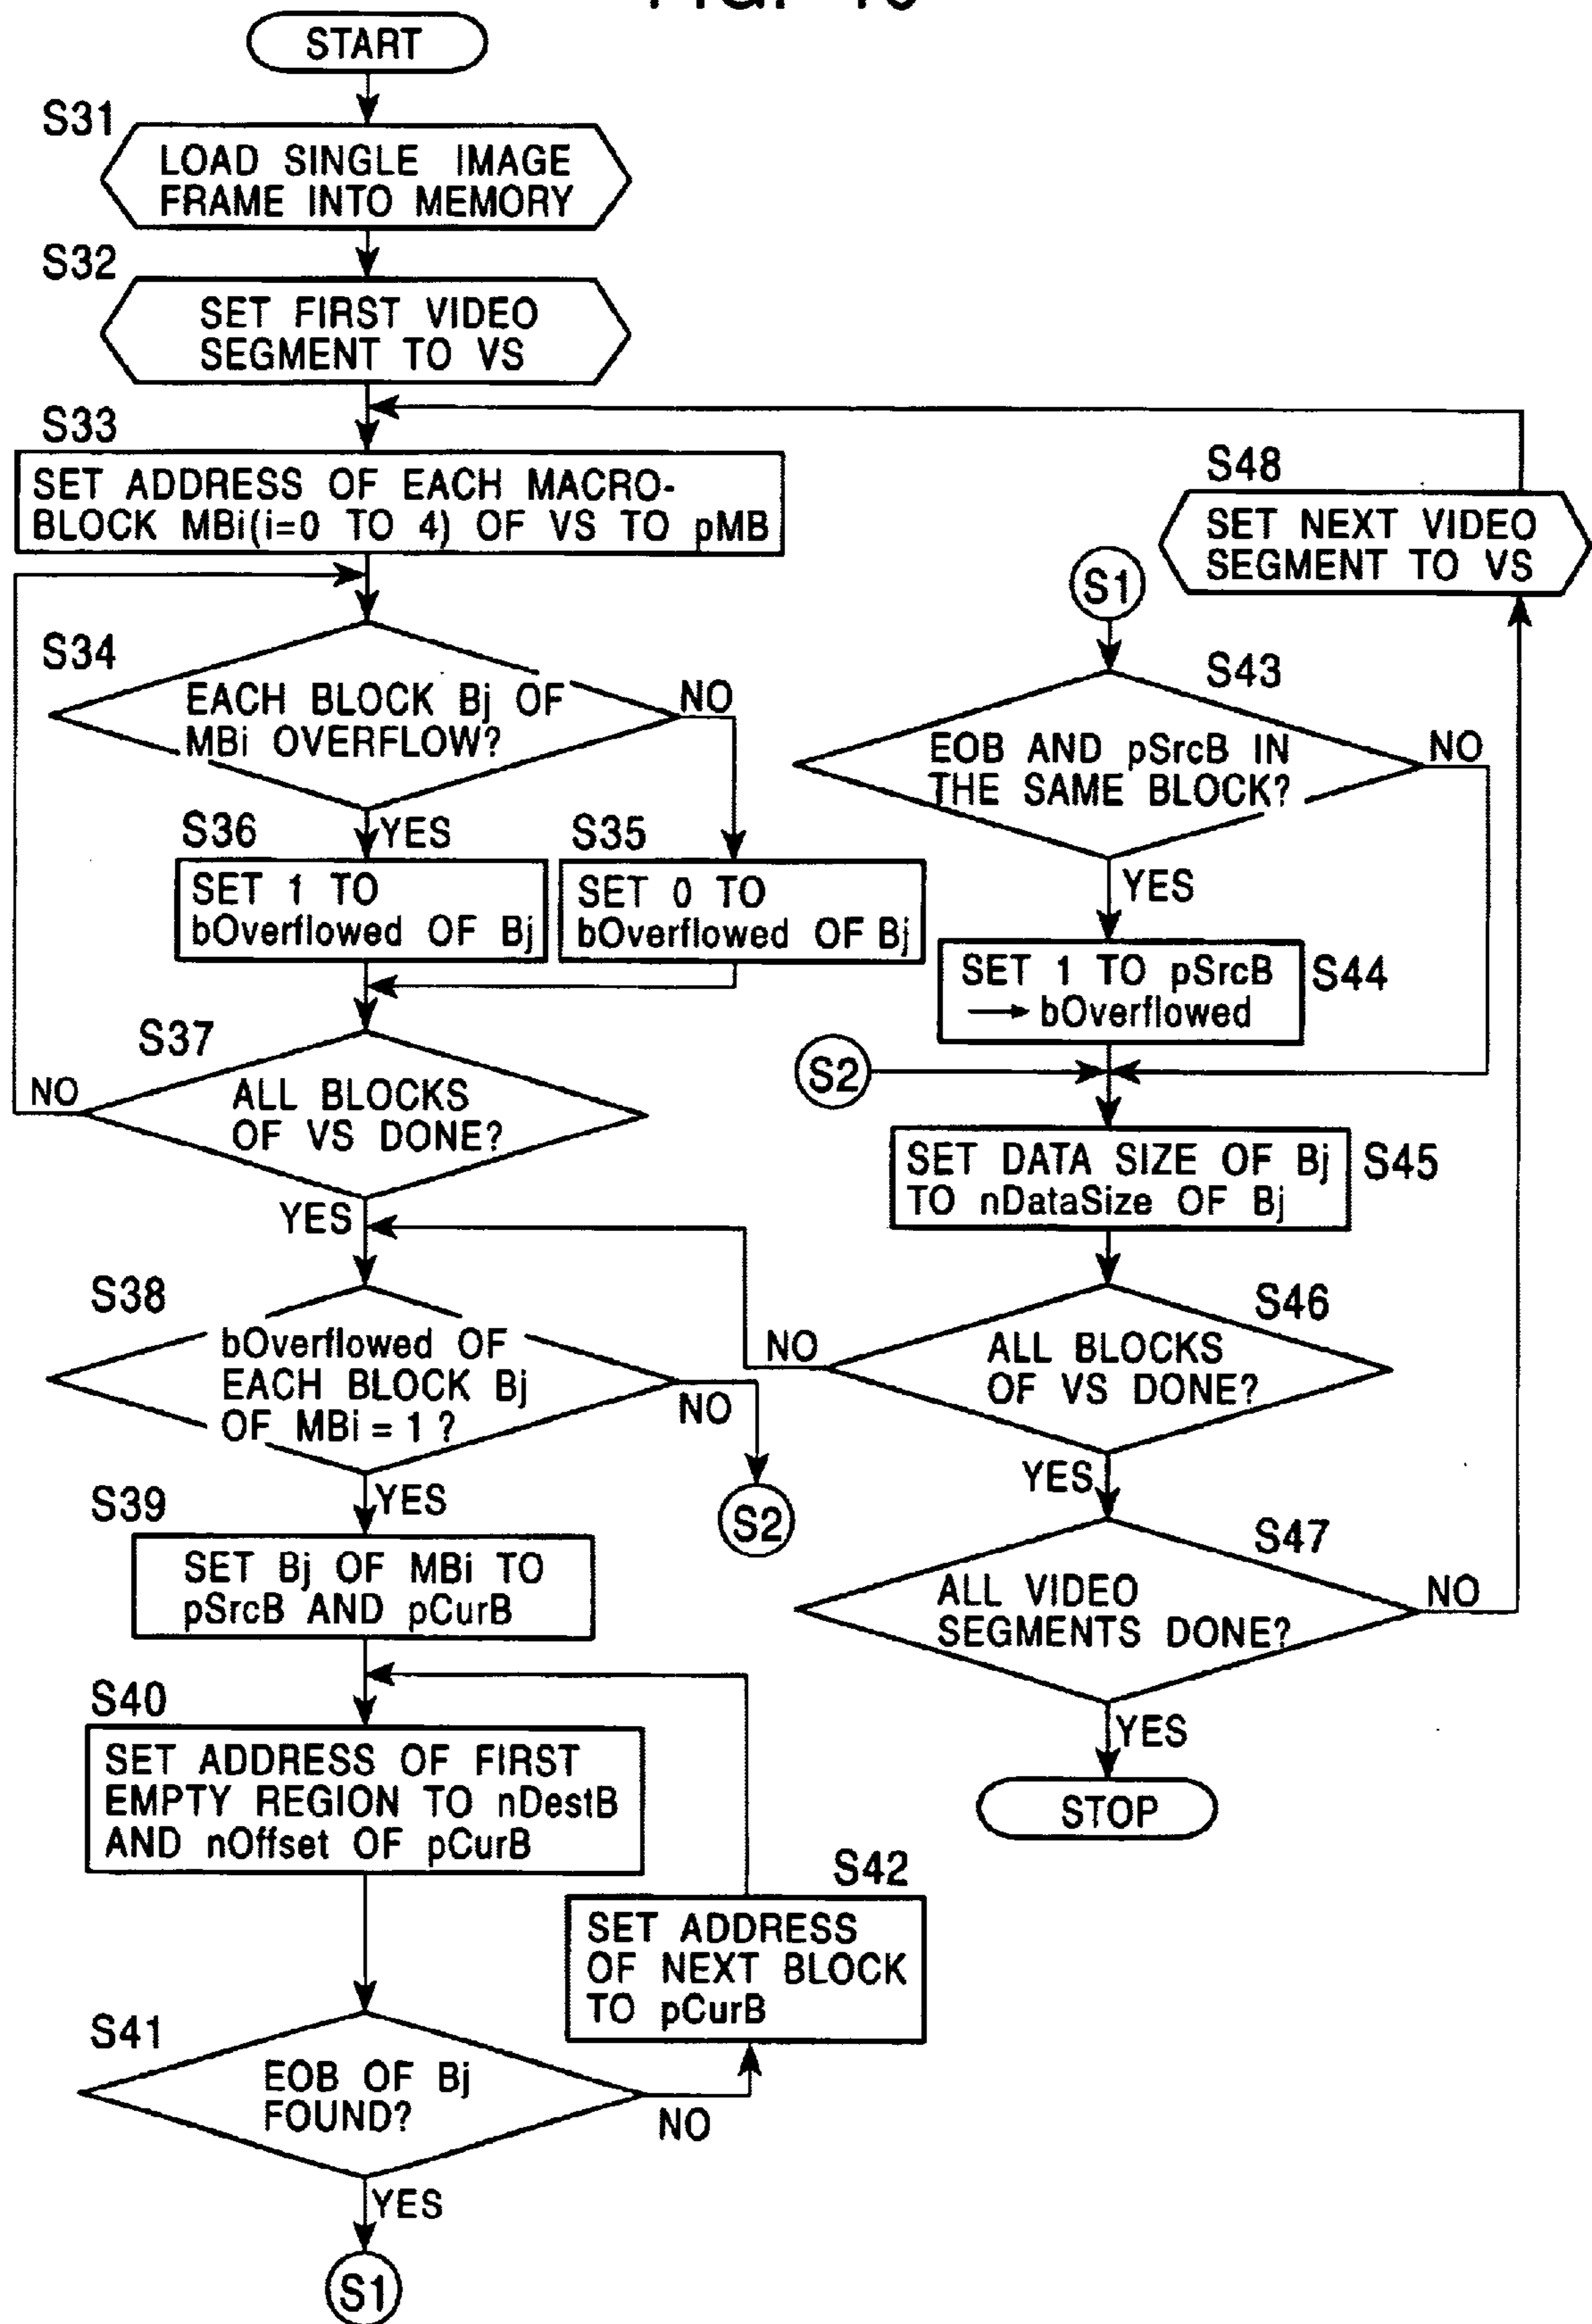 START
S31
LOAD SINGLE IMAGE
FRAME INTO MEMORY
S32
SET FIRST VIDEO
SEGMENT TO VS
S33
SET ADDRESS OF EACH MACRO-
BLOCK MBi(i=0 TO 4) OF VS TO pMB
S34
EACH BLOCK Bj OF
MBi OVERFLOW?
NO
YES
S36
SET 1 TO
bOverflowed OF Bj
S35
SET 0 TO
bOverflowed OF Bj
S37
NO
ALL BLOCKS
OF VS DONE?
YES
S38
bOverflowed OF
EACH BLOCK Bj
OF MBi = 1 ?
NO
S2
YES
S39
SET Bj OF MBi TO
pSrcB AND pCurB
S40
SET ADDRESS OF FIRST
EMPTY REGION TO nDestB
AND nOffset OF pCurB
S42
SET ADDRESS
OF NEXT BLOCK
TO pCurB
S41
EOB OF Bj
FOUND?
NO
YES
S1
S48
SET NEXT VIDEO
SEGMENT TO VS
S1
S43
EOB AND pSrcB IN
THE SAME BLOCK?
NO
YES
SET 1 TO pSrcB
→ bOverflowed
S44
S2
SET DATA SIZE OF Bj
TO nDataSize OF Bj
S45
S46
NO
ALL BLOCKS
OF VS DONE?
YES
S47
ALL VIDEO
SEGMENTS DONE?
NO
YES
STOP